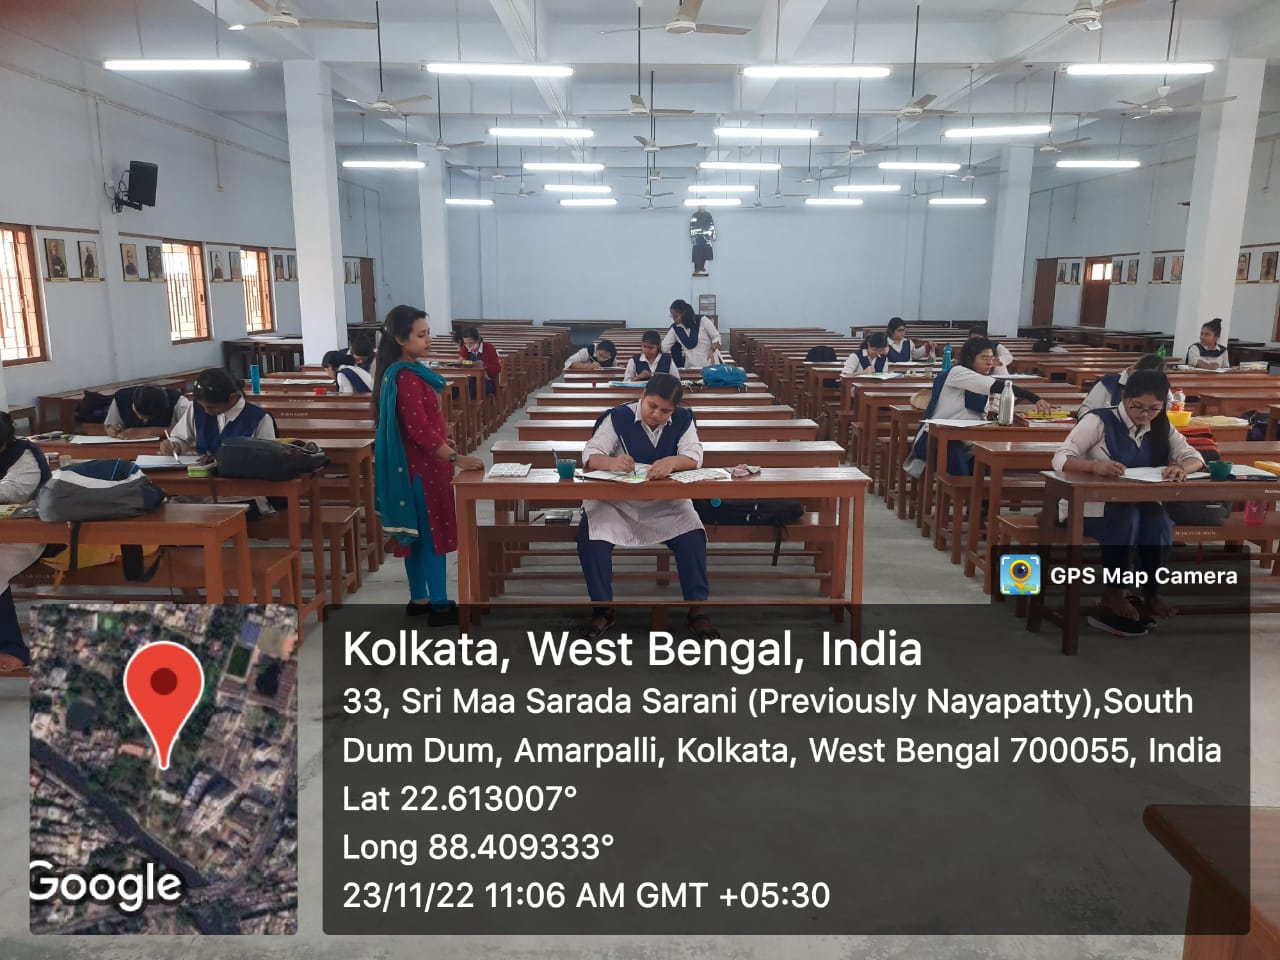 GPS Map Camera
Kolkata, West Bengal, India
33, Sri Maa Sarada Sarani (Previously Nayapatty),South
Dum Dum, Amarpalli, Kolkata, West Bengal 700055, India
Lat 22.613007°
Long 88.409333°
23/11/22 11:06 AM GMT +05:30
Google